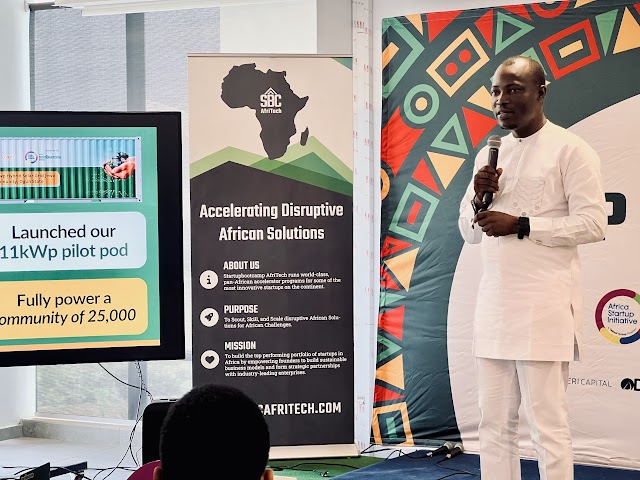 Launched our
11kWp pilot pod
Fully power a
community of 25,000
SBC
AfriTech
Accelerating Disruptive
African Solutions
ABOUT US
Startupbootcamp AfriTech runs world-class,
pan-African accelerator programs for some of the
most innovative startups on the continent.
PURPOSE
To Scout, Skill, and Scale disruptive African Solu-
tions for African Challenges.
MISSION
To build the top performing portfolio of startups in
Africa by empowering founders to build sustainable
business models and form strategic partnerships
with industry-leading enterprises.
CAFRITECH.COM
P
Africa
Startup
Initiative
ERI CAPITAL